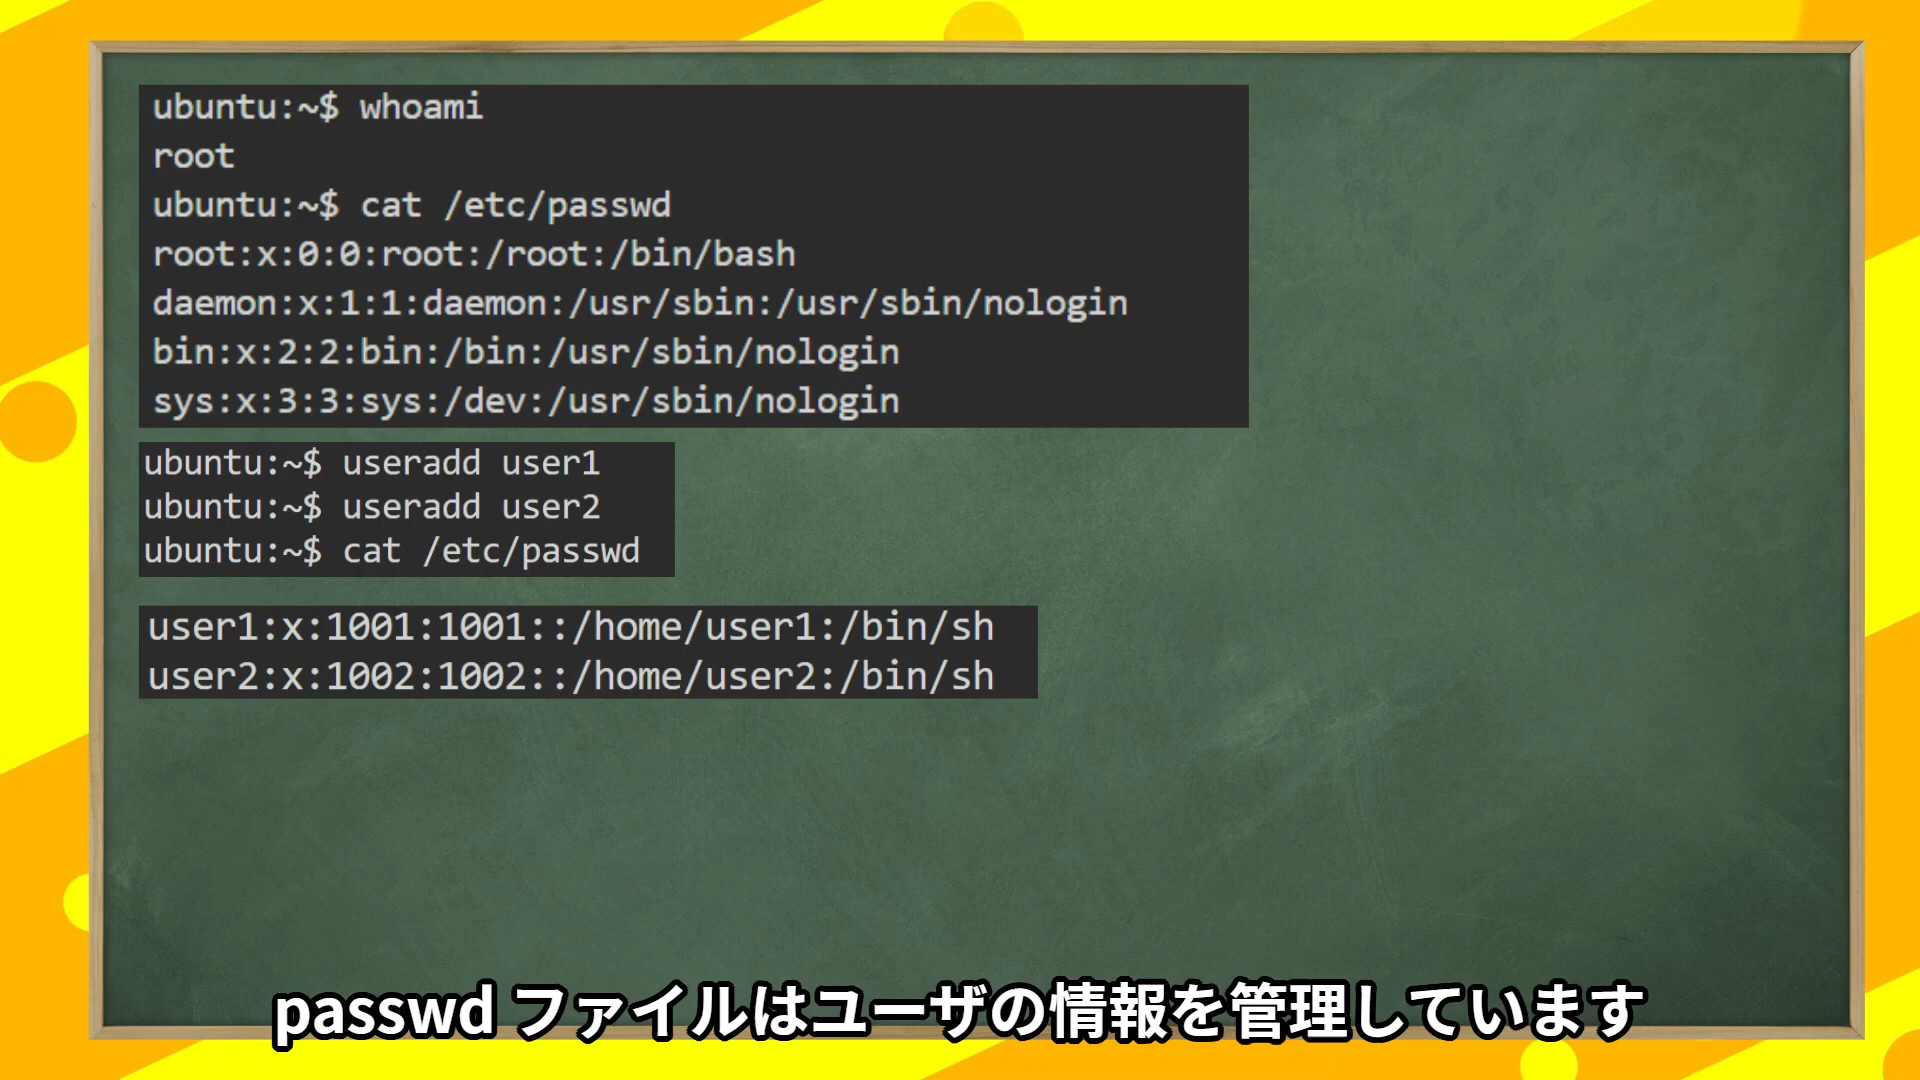 ubuntu:~$ whoami
root
ubuntu:~$ cat /etc/passwd
root:x:0:0:root:/root:/bin/bash
daemon:x:1:1:daemon:/usr/sbin:/usr/sbin/nologin
bin:x:2:2:bin:/bin:/usr/sbin/nologin
sys:x:3:3:sys:/dev:/usr/sbin/nologin
ubuntu:~$ useradd user1
ubuntu:~$ useradd user2
ubuntu:~$ cat /etc/passwd
user1:x:1001:1001::/home/user1:/bin/sh
user2:x:1002:1002::/home/user2:/bin/sh
passwd ファイルはユーザの情報を管理しています